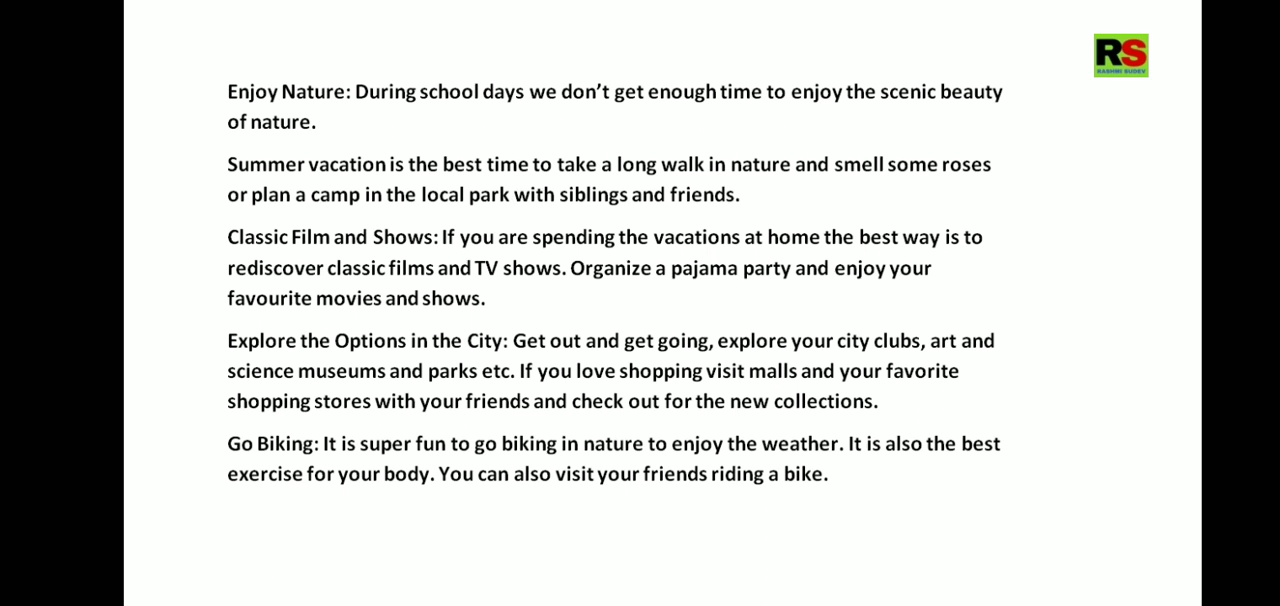 RS
RASHMI SUDEV
Enjoy Nature: During school days we don't get enough time to enjoy the scenic beauty
of nature.
Summer vacation is the best time to take a long walk in nature and smell some roses
or plan a camp in the local park with siblings and friends.
Classic Film and Shows: If you are spending the vacations at home the best way is to
rediscover classic films and TV shows. Organize a pajama party and enjoy your
favourite movies and shows.
Explore the Options in the City: Get out and get going, explore your city clubs, art and
science museums and parks etc. If you love shopping visit malls and your favorite
shopping stores with your friends and check out for the new collections.
Go Biking: It is super fun to go biking in nature to enjoy the weather. It is also the best
exercise for your body. You can also visit your friends riding a bike.